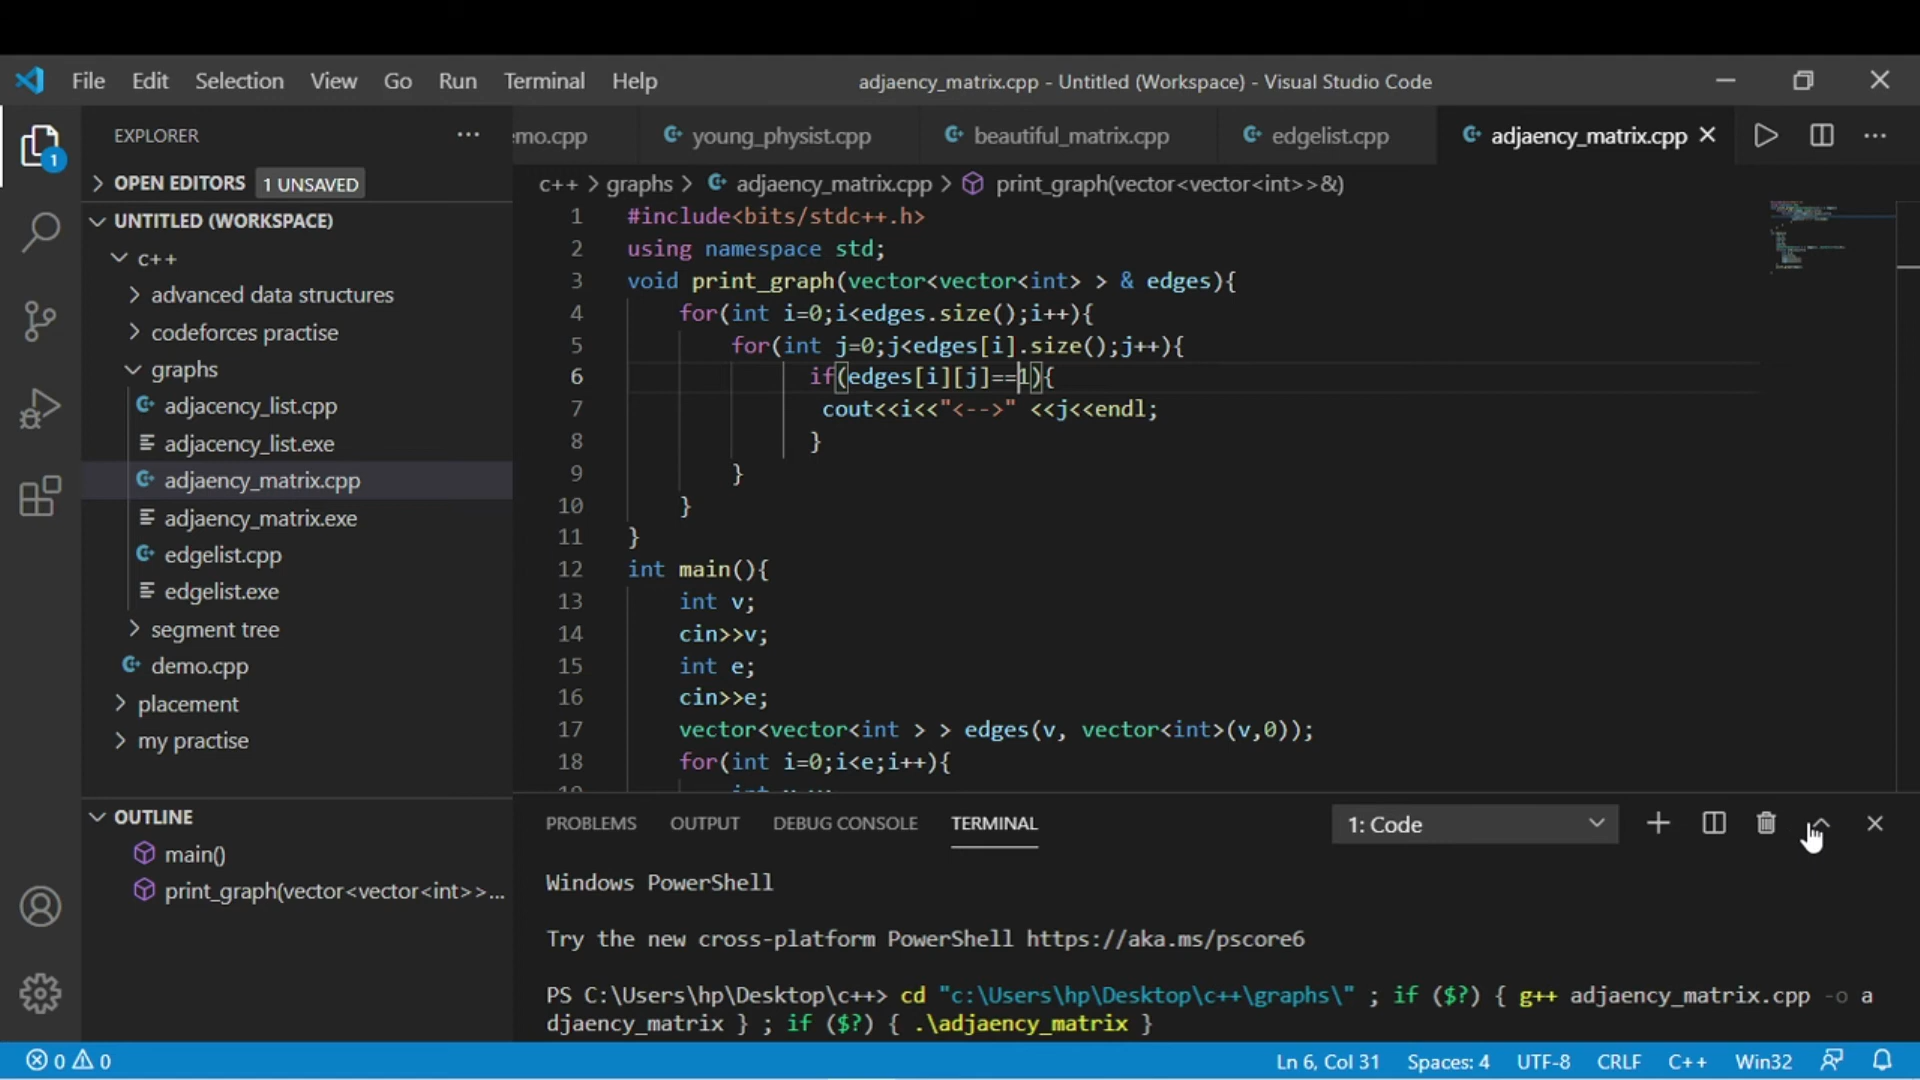 File Edit Selection View Go Run Terminal Help
adjaency_matrix.cpp - Untitled (Workspace) - Visual Studio Code
EXPLORER
OPEN EDITORS 1 UNSAVED
UNTITLED (WORKSPACE)
c++
advanced data structures
codeforces practise
graphs
adjacency_list.cpp
adjacency_list.exe
adjaency_matrix.cpp
adjaency_matrix.exe
edgelist.cpp
edgelist.exe
segment tree
demo.cpp
placement
my practise
OUTLINE
main()
print_graph(vector<vector<int>>...
1
emo.cpp young_physist.cpp beautiful_matrix.cpp edgelist.cpp adjaency_matrix.cpp
c++ > graphs > adjaency_matrix.cpp > print_graph(vector<vector<int>>&)
1 #include<bits/stdc++.h>
2 using namespace std;
3 void print_graph(vector<vector<int> > & edges){
4 for(int i=0;i<edges.size();i++){
5 for(int j=0;j<edges[i].size();j++){
6 if(edges[i][j]==1){
7 cout<<i<<"<-->" <<j<<endl;
8 }
9 }
10 }
11 }
12 int main(){
13 int v;
14 cin>>v;
15 int e;
16 cin>>e;
17 vector<vector<int > > edges(v, vector<int>(v,0));
18 for(int i=0;i<e;i++){
PROBLEMS OUTPUT DEBUG CONSOLE TERMINAL 1: Code
Windows PowerShell
Try the new cross-platform PowerShell https://aka.ms/pscore6
PS C:\Users\hp\Desktop\c++> cd "c:\Users\hp\Desktop\c++\graphs\" ; if ($?) { g++ adjaency_matrix.cpp -o a
djaency_matrix } ; if ($?) { .\adjaency_matrix }
0 0 Ln 6, Col 31 Spaces: 4 UTF-8 CRLF C++ Win32